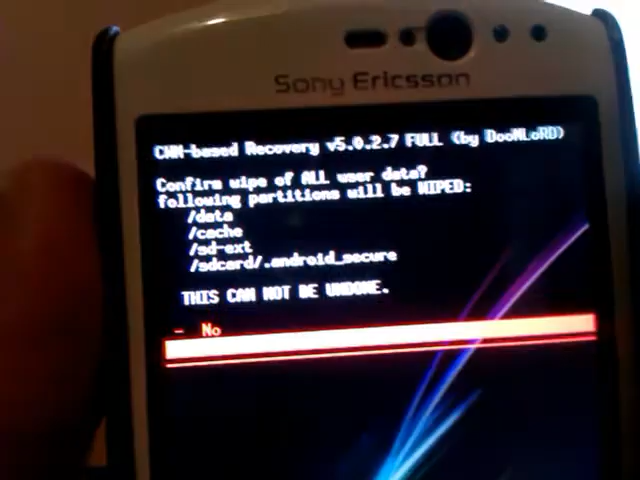 Sony Ericsson
CWM-based Recovery v5.0.2.7 FULL (by DooMLoRD)
Confirm wipe of ALL user data?
following partitions will be WIPED:
/data
/cache
/sd-ext
/sdcard/.android_secure
THIS CAN NOT BE UNDONE.
- No